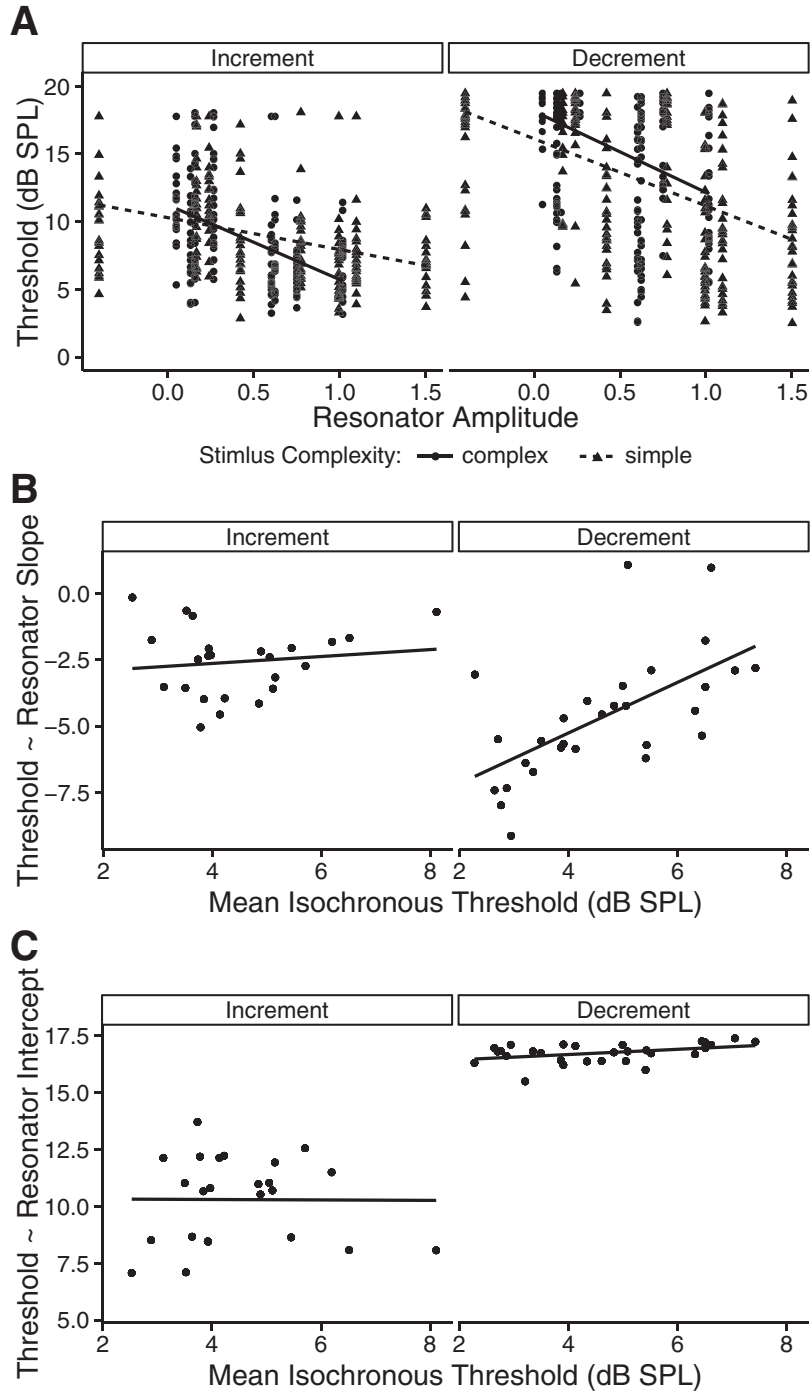 A
Increment
Decrement
Threshold (dB SPL)
20
15
10
5
0
0.0 0.5 1.0 1.5
0.0 0.5 1.0 1.5
Resonator Amplitude
Stimlus Complexity: complex simple
B
Increment
Decrement
Threshold ~ Resonator Slope
0.0
−2.5
−5.0
−7.5
2 4 6 8
2 4 6 8
Mean Isochronous Threshold (dB SPL)
C
Increment
Decrement
Threshold ~ Resonator Intercept
17.5
15.0
12.5
10.0
7.5
5.0
2 4 6 8
2 4 6 8
Mean Isochronous Threshold (dB SPL)